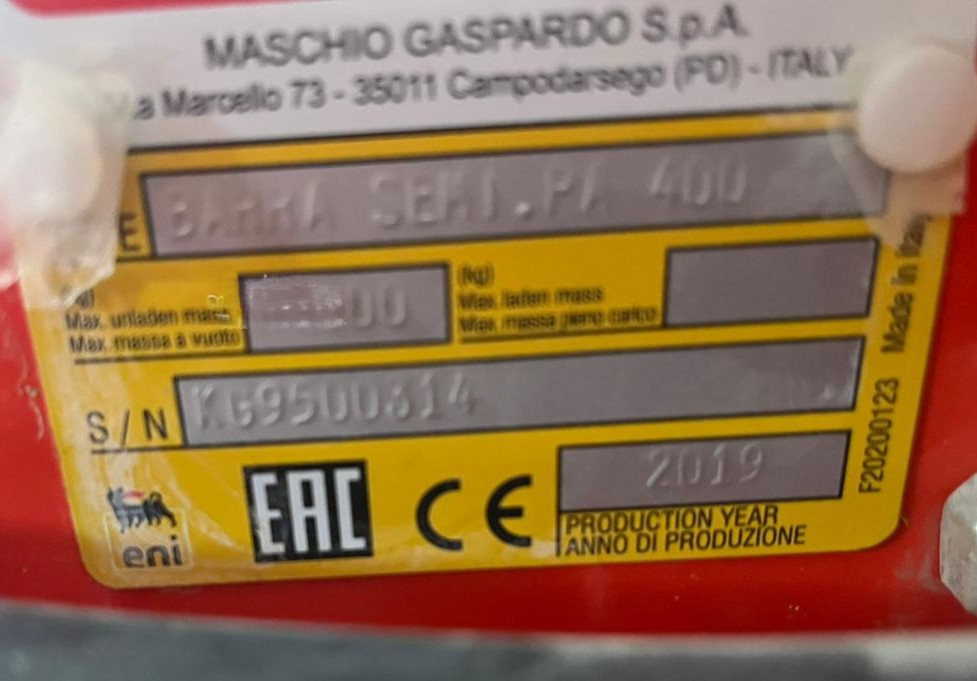 MASCHIO GASPARDO S.p.A.
Marcello 73 - 35011 Campodarsego (PD) - ITALY
E BARRA SEMI.PA 400
(kg)
Max. unladen mass
Max. massa a vuoto
00
(kg)
Max. laden mass
Max. massa pieno carico
S/N KG9500814
eni
EAC
CE
2019
PRODUCTION YEAR
ANNO DI PRODUZIONE
F20200123 Made in Italy